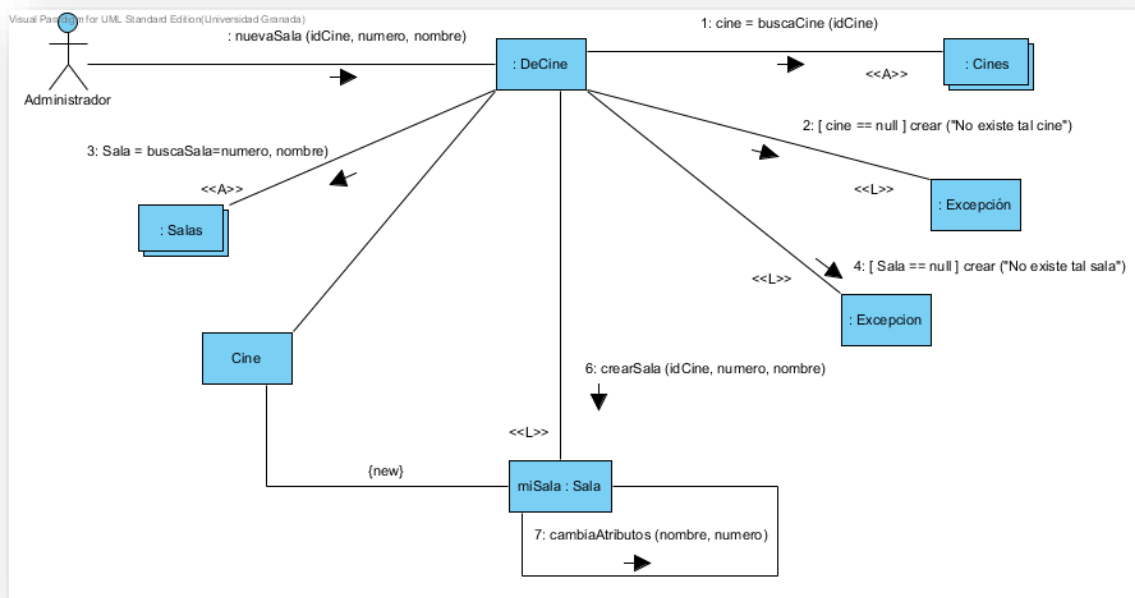 Visual Paradigm for UML Standard Edition(Universidad Granada)
: nuevaSala (idCine, numero, nombre)
1: cine = buscaCine (idCine)
: DeCine
: Cines
<<A>>
Administrador
2: [ cine == null ] crear ("No existe tal cine")
3: Sala = buscaSala=numero, nombre)
<<A>>
<<L>>
: Excepción
: Salas
4: [ Sala == null ] crear ("No existe tal sala")
<<L>>
: Excepcion
Cine
6: crearSala (idCine, numero, nombre)
<<L>>
{new}
miSala : Sala
7: cambiaAtributos (nombre, numero)